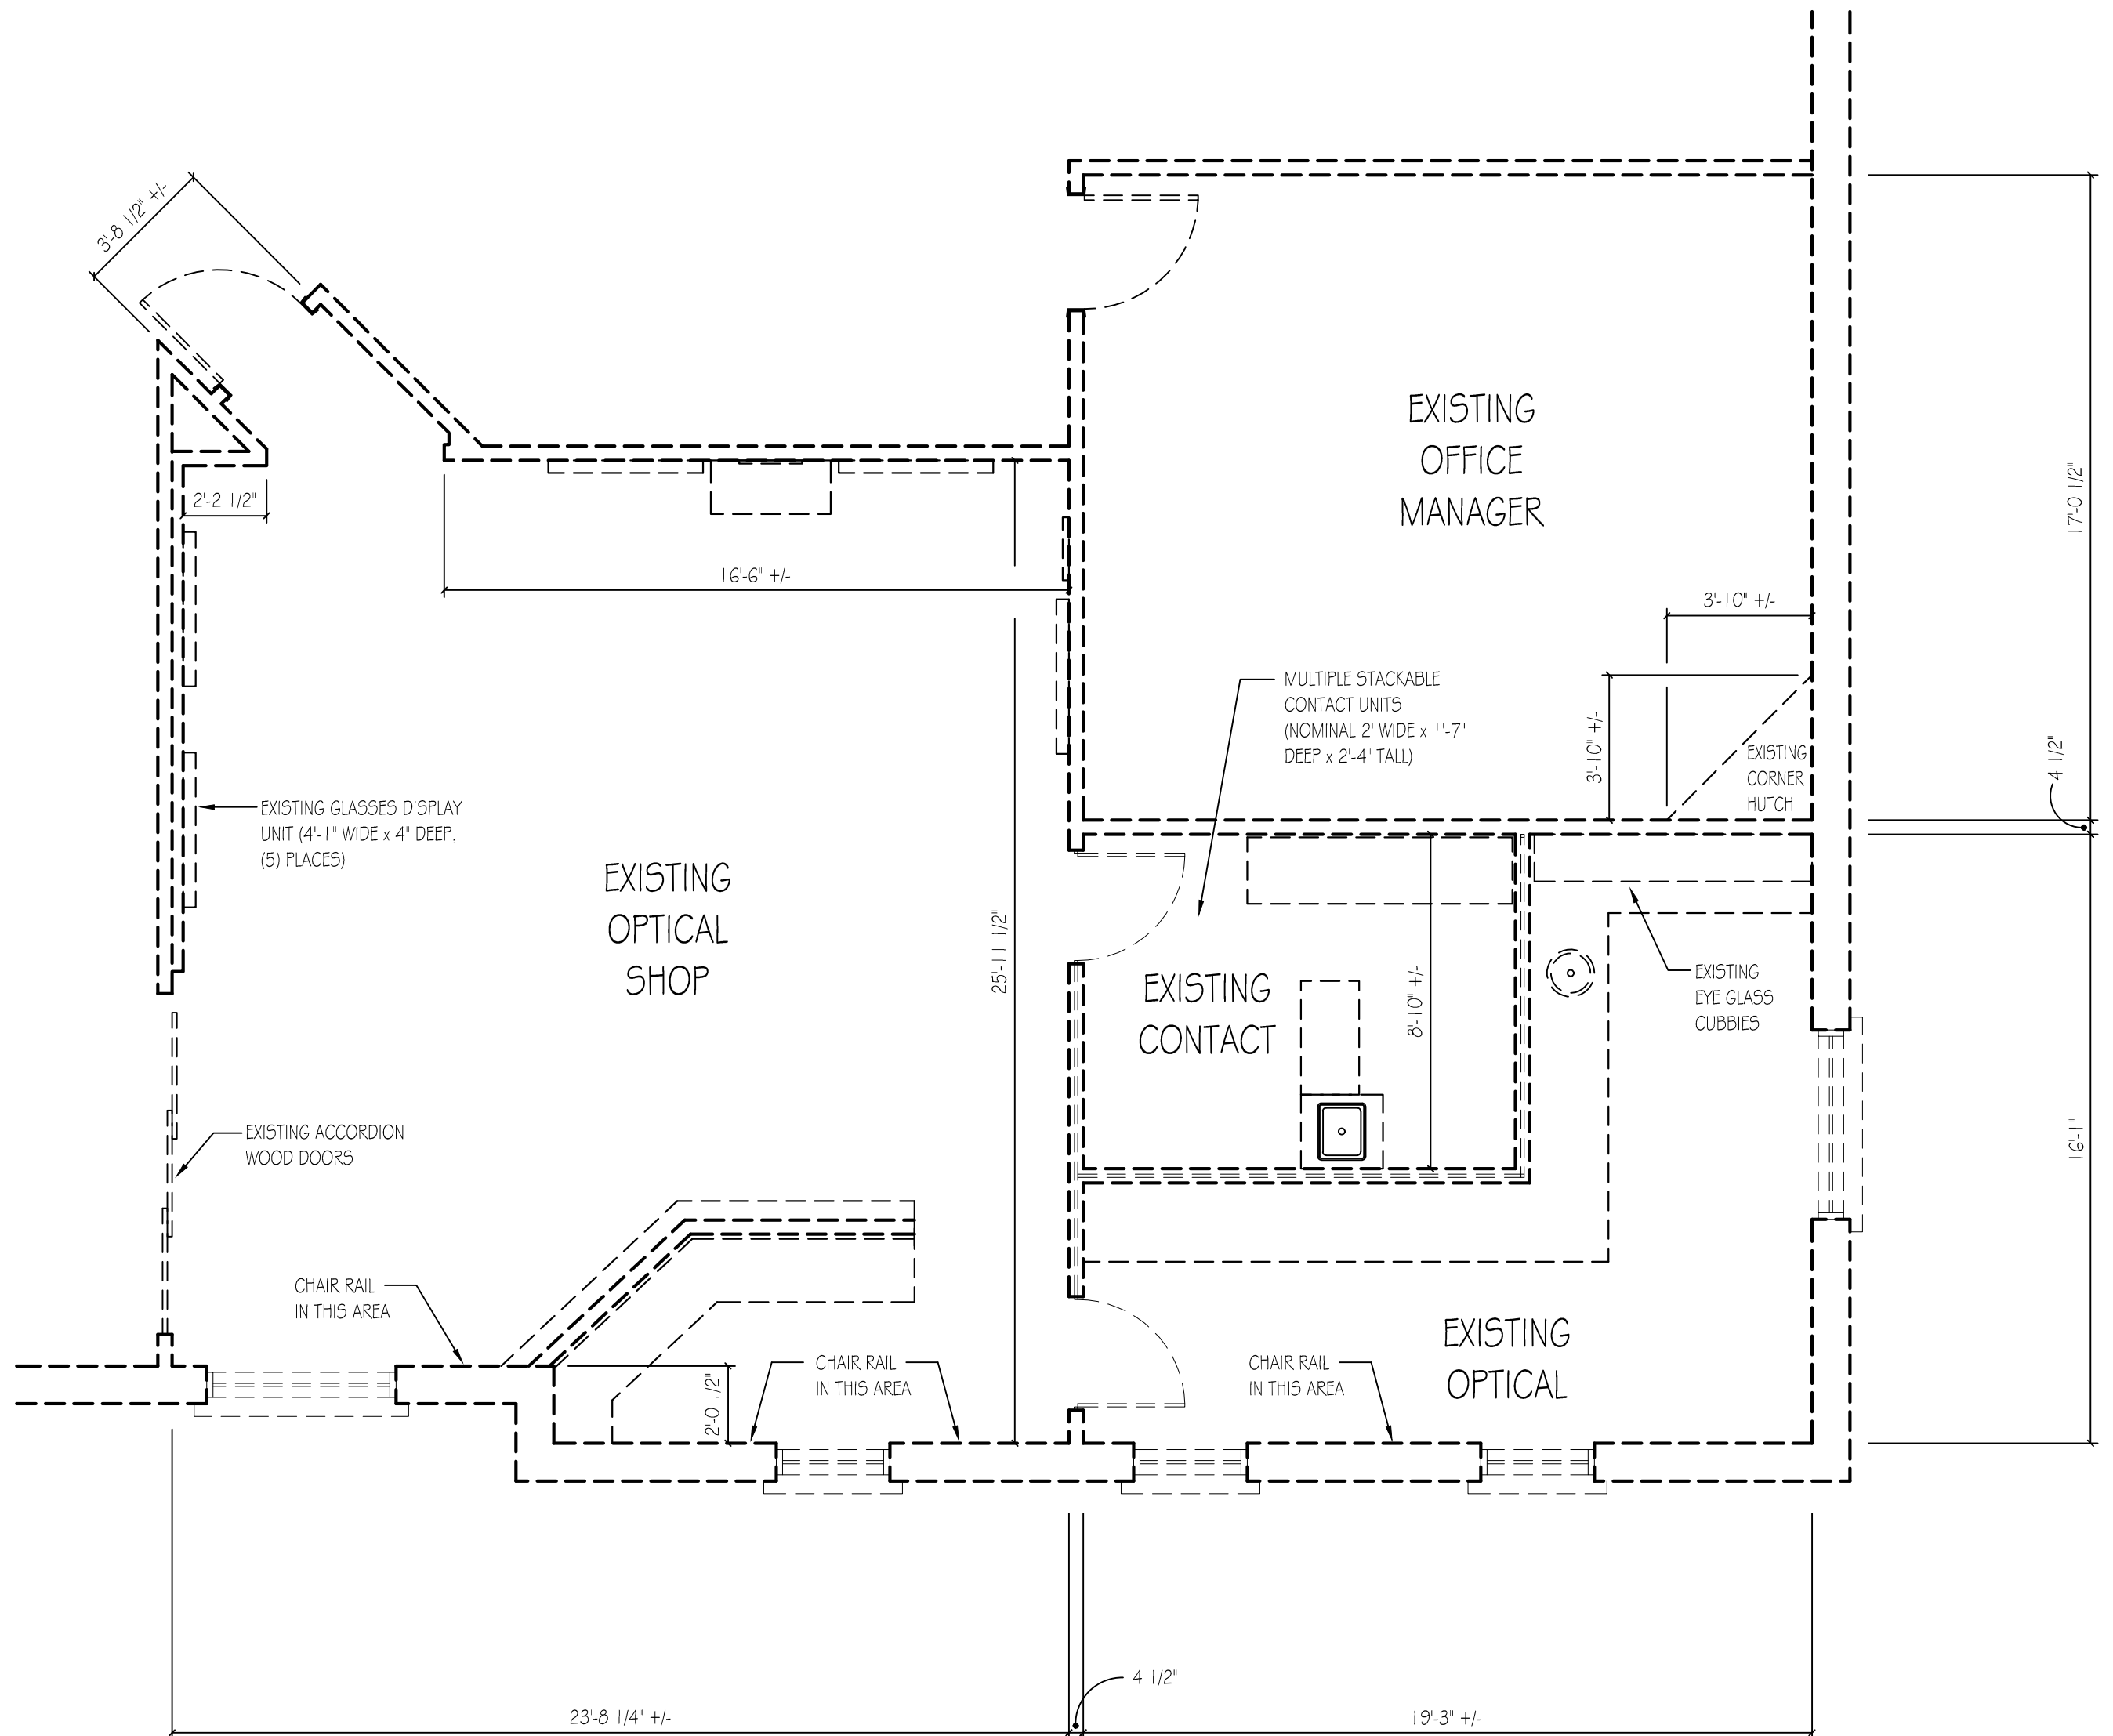 3'-8 1/2" +/-
EXISTING
OFFICE
MANAGER
17'-0 1/2"
2'-2 1/2"
16'-6" +/-
3'-10" +/-
MULTIPLE STACKABLE
CONTACT UNITS
(NOMINAL 2' WIDE x 1'-7"
DEEP x 2'-4" TALL)
3'-10" +/-
EXISTING
CORNER
HUTCH
4 1/2"
EXISTING GLASSES DISPLAY
UNIT (4'-1" WIDE x 4" DEEP,
(5) PLACES)
EXISTING
OPTICAL
SHOP
25'-11 1/2"
EXISTING
CONTACT
8'-10" +/-
EXISTING
EYE GLASS
CUBBIES
16'-1"
EXISTING ACCORDION
WOOD DOORS
CHAIR RAIL
IN THIS AREA
2'-0 1/2"
CHAIR RAIL
IN THIS AREA
CHAIR RAIL
IN THIS AREA
EXISTING
OPTICAL
4 1/2"
23'-8 1/4" +/-
19'-3" +/-